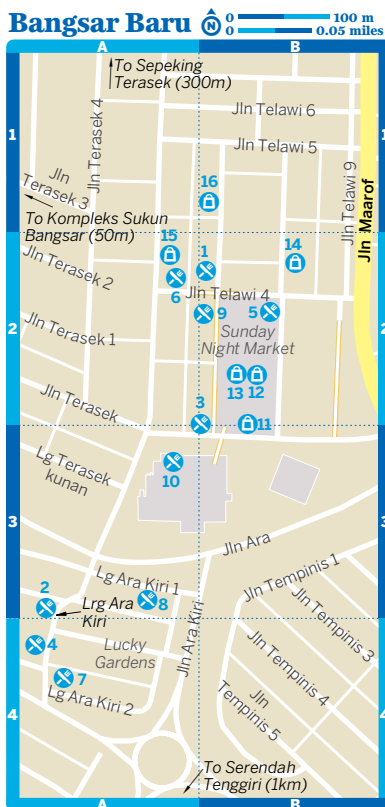 Bangsar Baru
N
0 100 m
0 0.05 miles
A B
To Sepeking
Terasek (300m)
Jln Terasek 4
Jln Telawi 6
Jln Telawi 5
Jln Telawi 9
Jln Maarof
1 1
Jln
Terasek 3
16
To Kompleks Sukun
Bangsar (50m)
15
1
14
Jln Terasek 2
6
Jln Telawi 4
9
5
2 2
Sunday
Night Market
Jln Terasek 1
13
12
Jln Terasek
3
11
Lg Terasek
kunan
10
3 3
Jln Ara
Lg Ara Kiri 1
Jln Tempinis 1
2
8
Lrg Ara
Kiri
Jln Ara Kiri
Jln Tempinis 3
4
Lucky
Gardens
Jln Tempinis 4
7
Lg Ara Kiri 2
Jln
Tempinis 5
4 4
To Serendah
Tenggiri (1km)
A B